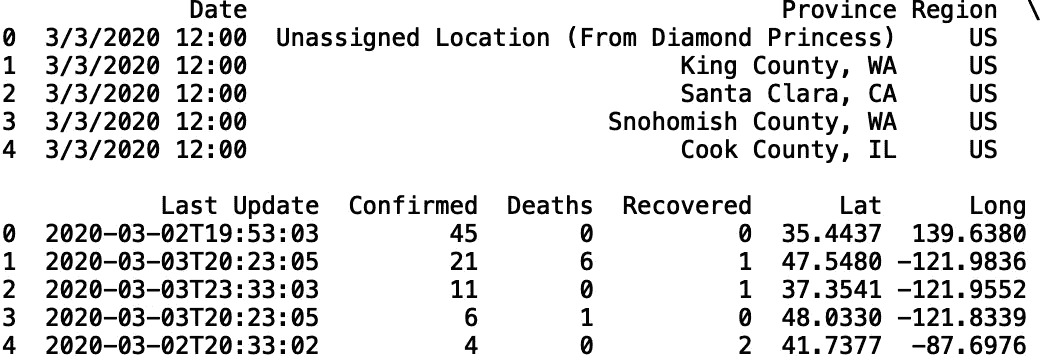 Date Province Region \
0 3/3/2020 12:00 Unassigned Location (From Diamond Princess) US
1 3/3/2020 12:00 King County, WA US
2 3/3/2020 12:00 Santa Clara, CA US
3 3/3/2020 12:00 Snohomish County, WA US
4 3/3/2020 12:00 Cook County, IL US
Last Update Confirmed Deaths Recovered Lat Long
0 2020-03-02T19:53:03 45 0 0 35.4437 139.6380
1 2020-03-03T20:23:05 21 6 1 47.5480 -121.9836
2 2020-03-03T23:33:03 11 0 1 37.3541 -121.9552
3 2020-03-03T20:23:05 6 1 0 48.0330 -121.8339
4 2020-03-02T20:33:02 4 0 2 41.7377 -87.6976